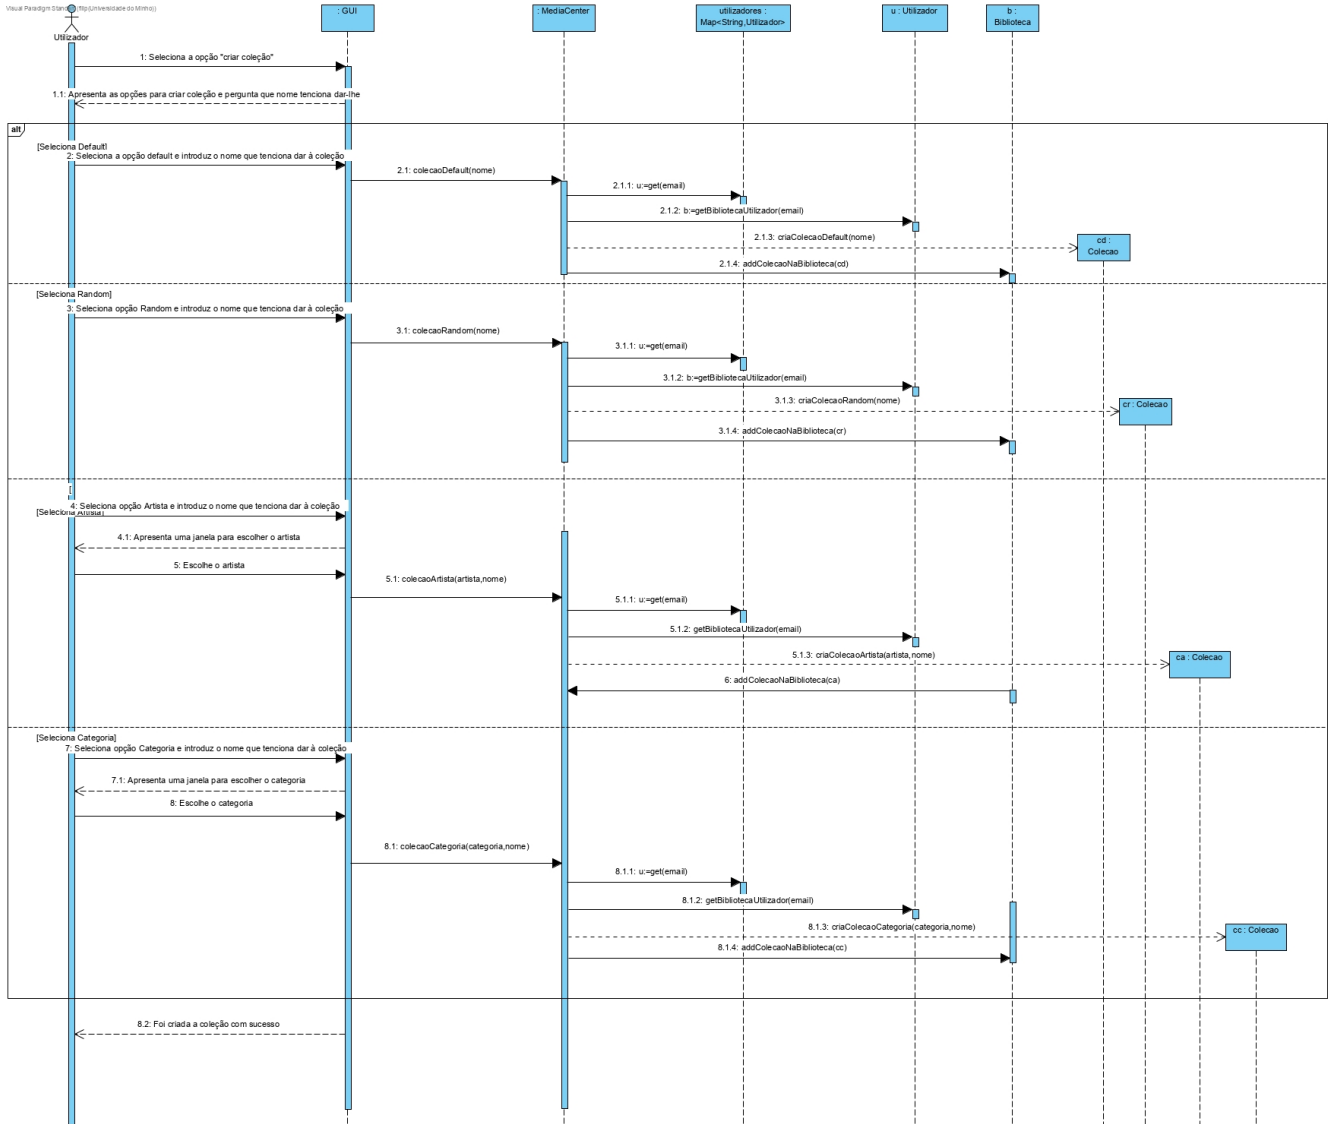 Visual Paradigm Standard (filip(Universidade do Minho))
Utilizador
: GUI
: MediaCenter
utilizadores :
Map<String,Utilizador>
u : Utilizador
b :
Biblioteca
1: Seleciona a opção "criar coleção"
1.1: Apresenta as opções para criar coleção e pergunta que nome tenciona dar-lhe
alt
[Seleciona Default]
2: Seleciona a opção default e introduz o nome que tenciona dar à coleção
2.1: colecaoDefault(nome)
2.1.1: u:=get(email)
2.1.2: b:=getBibliotecaUtilizador(email)
2.1.3: criaColecaoDefault(nome)
cd :
Colecao
2.1.4: addColecaoNaBiblioteca(cd)
[Seleciona Random]
3: Seleciona opção Random e introduz o nome que tenciona dar à coleção
3.1: colecaoRandom(nome)
3.1.1: u:=get(email)
3.1.2: b:=getBibliotecaUtilizador(email)
3.1.3: criaColecaoRandom(nome)
cr : Colecao
3.1.4: addColecaoNaBiblioteca(cr)
[
4: Seleciona opção Artista e introduz o nome que tenciona dar à coleção
[Seleciona Artista]
4.1: Apresenta uma janela para escolher o artista
5: Escolhe o artista
5.1: colecaoArtista(artista,nome)
5.1.1: u:=get(email)
5.1.2: getBibliotecaUtilizador(email)
5.1.3: criaColecaoArtista(artista,nome)
ca : Colecao
6: addColecaoNaBiblioteca(ca)
[Seleciona Categoria]
7: Seleciona opção Categoria e introduz o nome que tenciona dar à coleção
7.1: Apresenta uma janela para escolher o categoria
8: Escolhe o categoria
8.1: colecaoCategoria(categoria,nome)
8.1.1: u:=get(email)
8.1.2: getBibliotecaUtilizador(email)
8.1.3: criaColecaoCategoria(categoria,nome)
cc : Colecao
8.1.4: addColecaoNaBiblioteca(cc)
8.2: Foi criada a coleção com sucesso